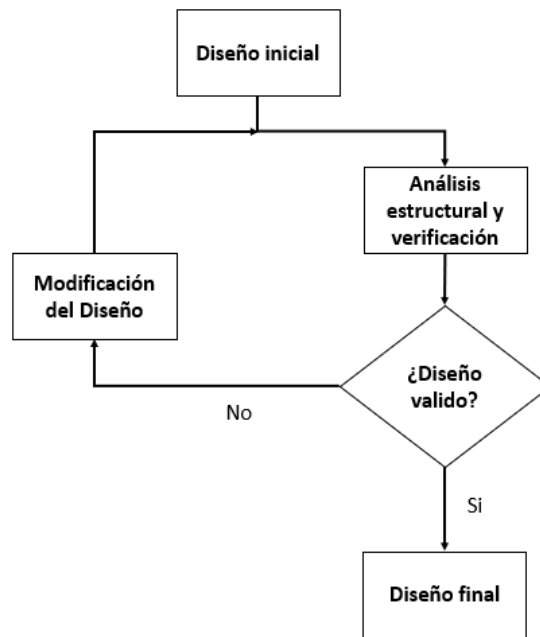 Diseño inicial
Análisis
estructural y
verificación
Modificación
del Diseño
¿Diseño
valido?
No
Si
Diseño final